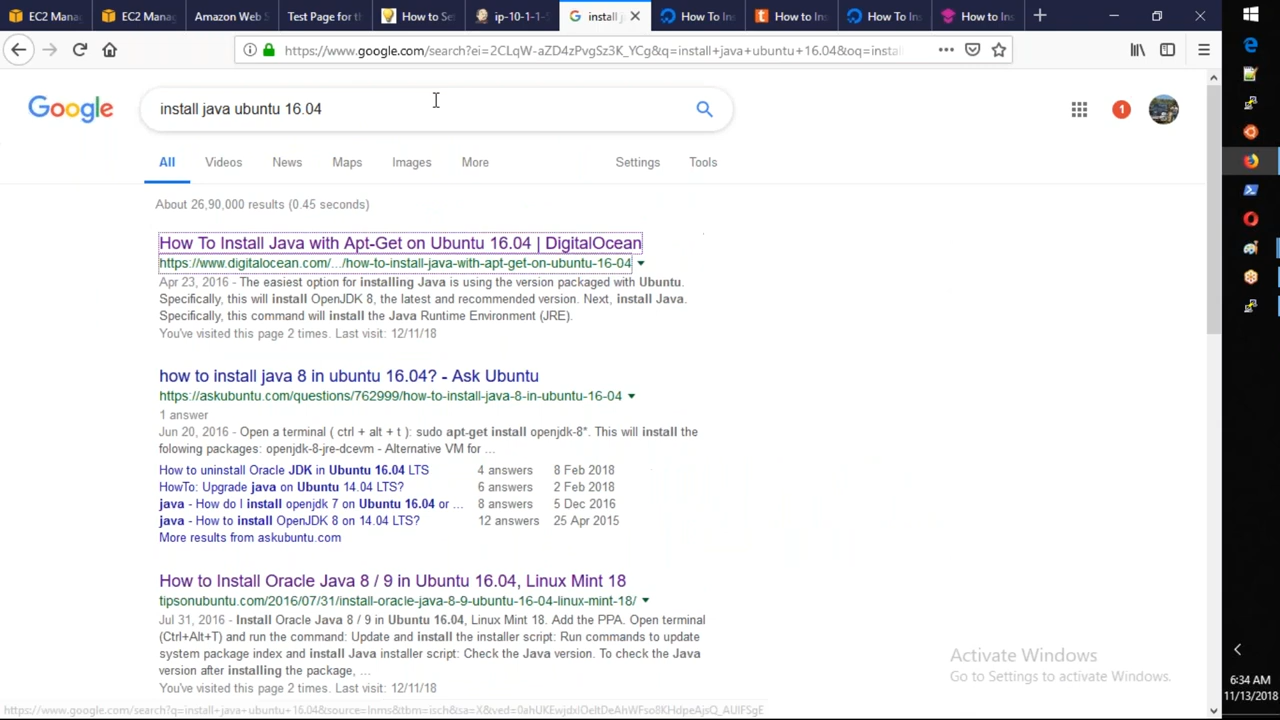 EC2 Mana
EC2 Mana
Amazon Web S
Test Page for th
How to Se
ip-10-1-1-
install j
How To In
How to Ins
How To In
How to Ins
https://www.google.com/search?ei=2CLqW-aZD4zPvgSz3K_YCg&q=install+java+ubuntu+16.04&oq=insta
Google
install java ubuntu 16.04
1
All Videos News Maps Images More Settings Tools
About 26,90,000 results (0.45 seconds)
How To Install Java with Apt-Get on Ubuntu 16.04 | DigitalOcean
https://www.digitalocean.com/.../how-to-install-java-with-apt-get-on-ubuntu-16-04
Apr 23, 2016 - The easiest option for installing Java is using the version packaged with Ubuntu.
Specifically, this will install OpenJDK 8, the latest and recommended version. Next, install Java.
Specifically, this command will install the Java Runtime Environment (JRE).
You've visited this page 2 times. Last visit: 12/11/18
how to install java 8 in ubuntu 16.04? - Ask Ubuntu
https://askubuntu.com/questions/762999/how-to-install-java-8-in-ubuntu-16-04
1 answer
Jun 20, 2016 - Open a terminal ( ctrl + alt + t ): sudo apt-get install openjdk-8*. This will install the
folowing packages: openjdk-8-jre-dcevm - Alternative VM for ...
How to uninstall Oracle JDK in Ubuntu 16.04 LTS 4 answers 8 Feb 2018
HowTo: Upgrade java on Ubuntu 14.04 LTS? 6 answers 2 Feb 2018
java - How do I install openjdk 7 on Ubuntu 16.04 or ... 8 answers 5 Dec 2016
java - How to install OpenJDK 8 on 14.04 LTS? 12 answers 25 Apr 2015
More results from askubuntu.com
How to Install Oracle Java 8 / 9 in Ubuntu 16.04, Linux Mint 18
tipsonubuntu.com/2016/07/31/install-oracle-java-8-9-ubuntu-16-04-linux-mint-18/
Jul 31, 2016 - Install Oracle Java 8 / 9 in Ubuntu 16.04, Linux Mint 18. Add the PPA. Open terminal
(Ctrl+Alt+T) and run the command: Update and install the installer script: Run commands to update
system package index and install Java installer script: Check the Java version. To check the Java
version after installing the package, ...
You've visited this page 2 times. Last visit: 12/11/18
Activate Windows
Go to Settings to activate Windows.
6:34 AM
11/13/2018